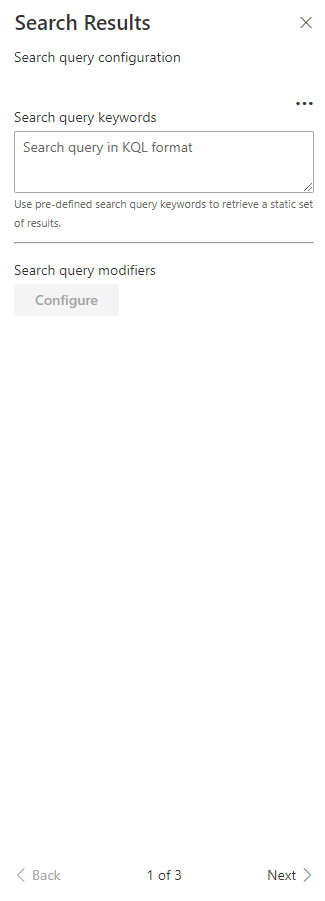 Search Results
Search query configuration
...
Search query keywords
Search query in KQL format
Use pre-defined search query keywords to retrieve a static set
of results.
Search query modifiers
Configure
Back 1 of 3 Next